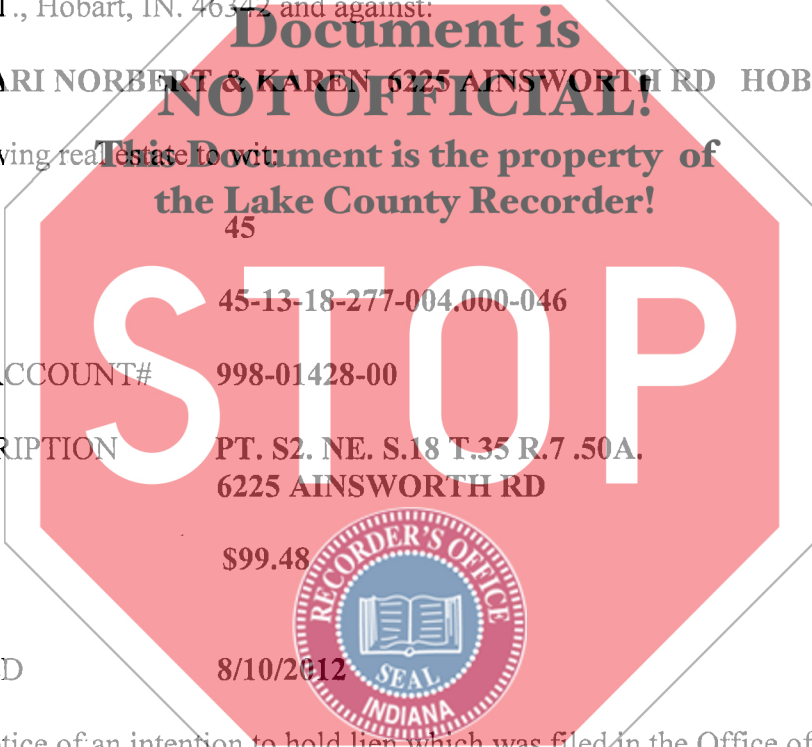 T., Hobart, IN. 46342 and against:
Document is
ARI NORBERT & KAREN 6225 AINSWORTH RD HOB
NOT OFFICIAL!
ving real estate to wit:
This Document is the property of
the Lake County Recorder!
45
STOP
45-13-18-277-004.000-046
ACCOUNT# 998-01428-00
RIPTION PT. S2. NE. S.18 T.35 R.7 .50A.
6225 AINSWORTH RD
$99.48
RECORDER'S OFFICE
SEAL
INDIANA
D 8/10/2012
tice of an intention to hold lien which was filed in the Office of